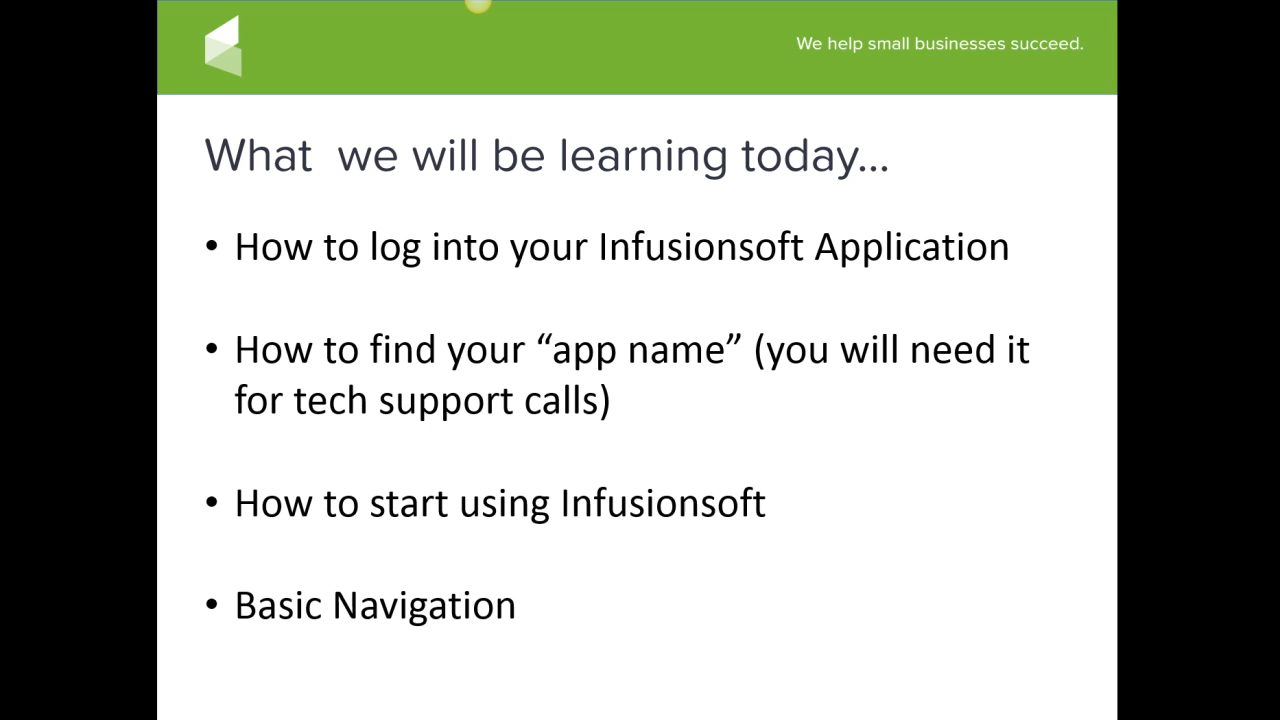 We help small businesses succeed.
What  we will be learning today...
• How to log into your Infusionsoft Application
• How to find your “app name” (you will need it
for tech support calls)
• How to start using Infusionsoft
• Basic Navigation